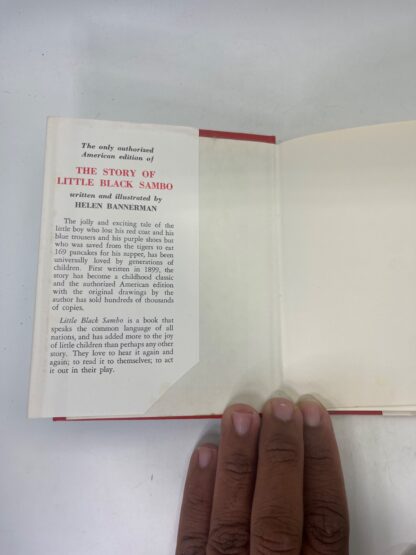 The only authorized
American edition of
THE STORY OF
LITTLE BLACK SAMBO
written and illustrated by
HELEN BANNERMAN
The jolly and exciting tale of the
little boy who lost his red coat and his
blue trousers and his purple shoes but
who was saved from the tigers to eat
169 pancakes for his supper, has been
universally loved by generations of
children. First written in 1899, the
story has become a childhood classic
and the authorized American edition
with the original drawings by the
author has sold hundreds of thousands
of copies.
Little Black Sambo is a book that
speaks the common language of all
nations, and has added more to the joy
of little children than perhaps any other
story. They love to hear it again and
again; to read it to themselves; to act
it out in their play.